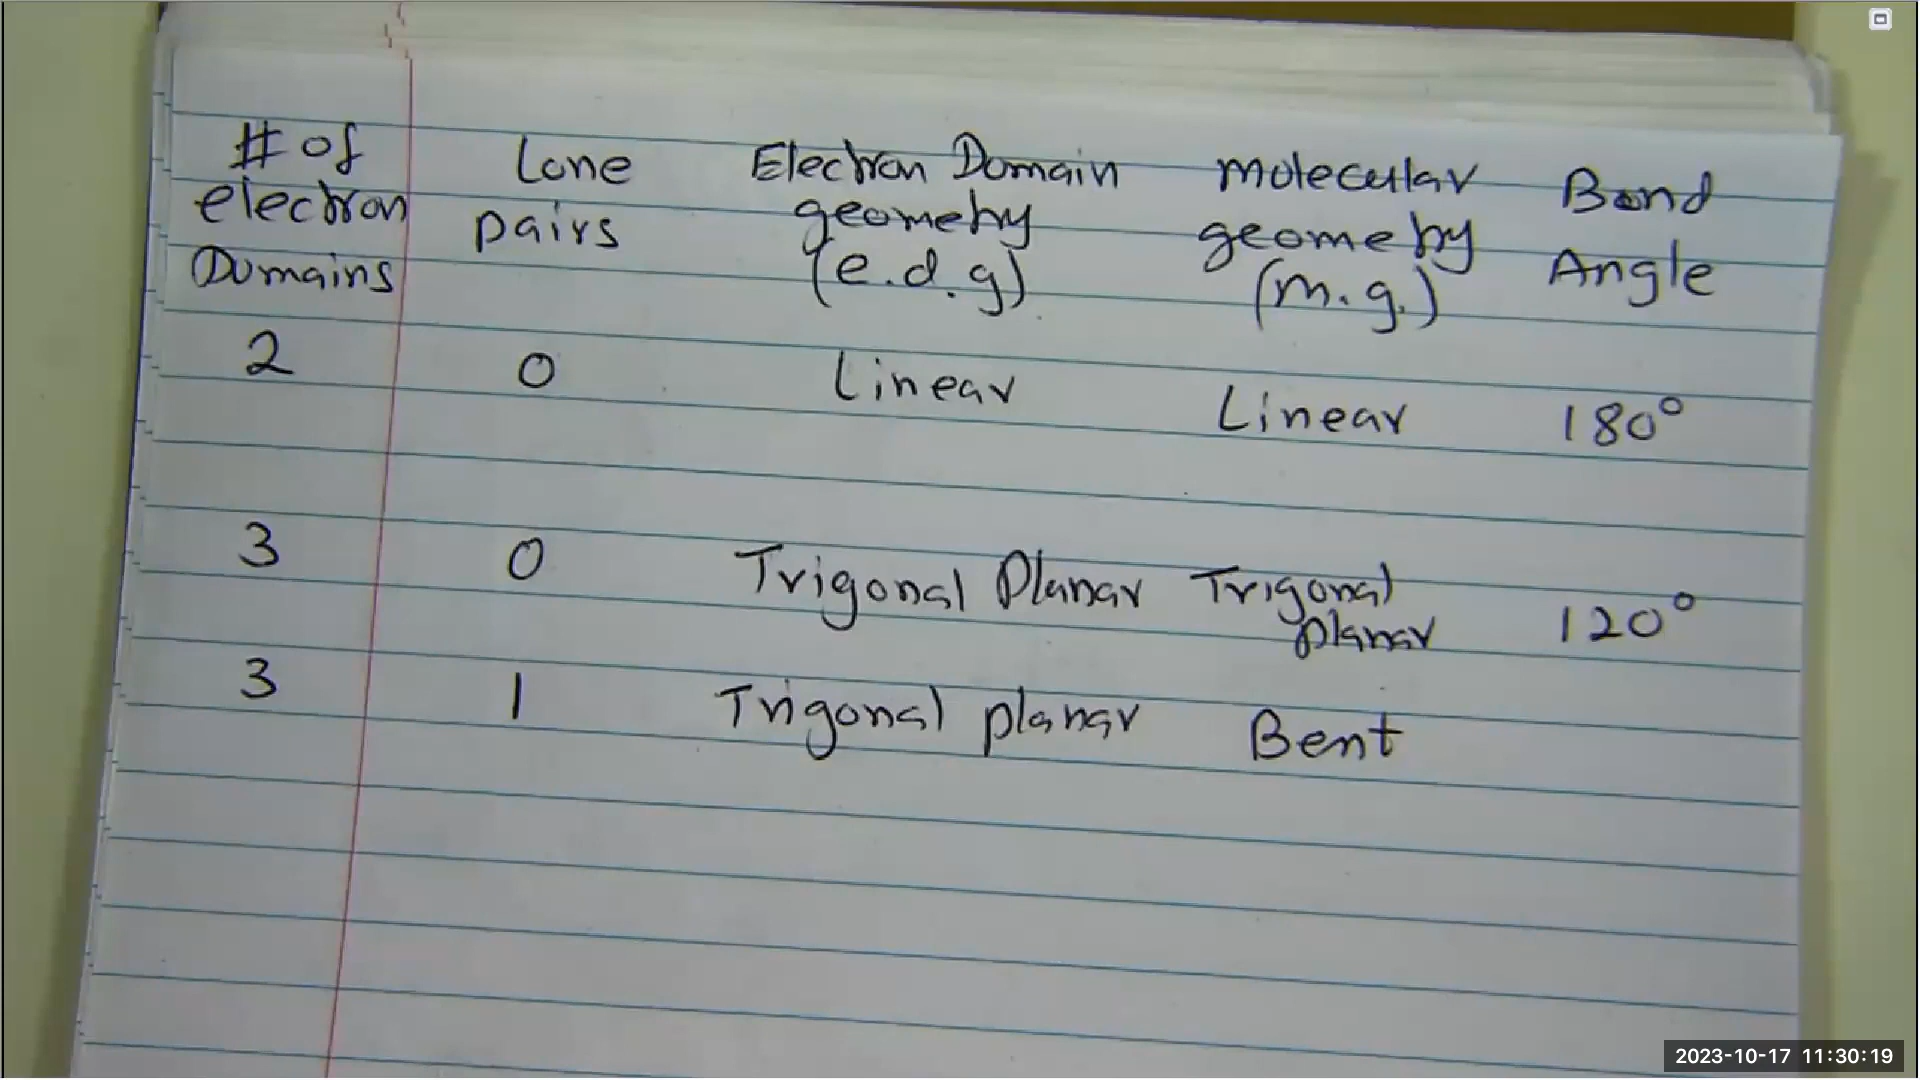 # of Lone Electron Domain Molecular Bond
electron pairs geometry geometry Angle
Domains (e.d.g) (m.g.)
2 0 Linear Linear 180°
3 0 Trigonal Planar Trigonal planar 120°
3 1 Trigonal planar Bent
2023-10-17 11:30:19